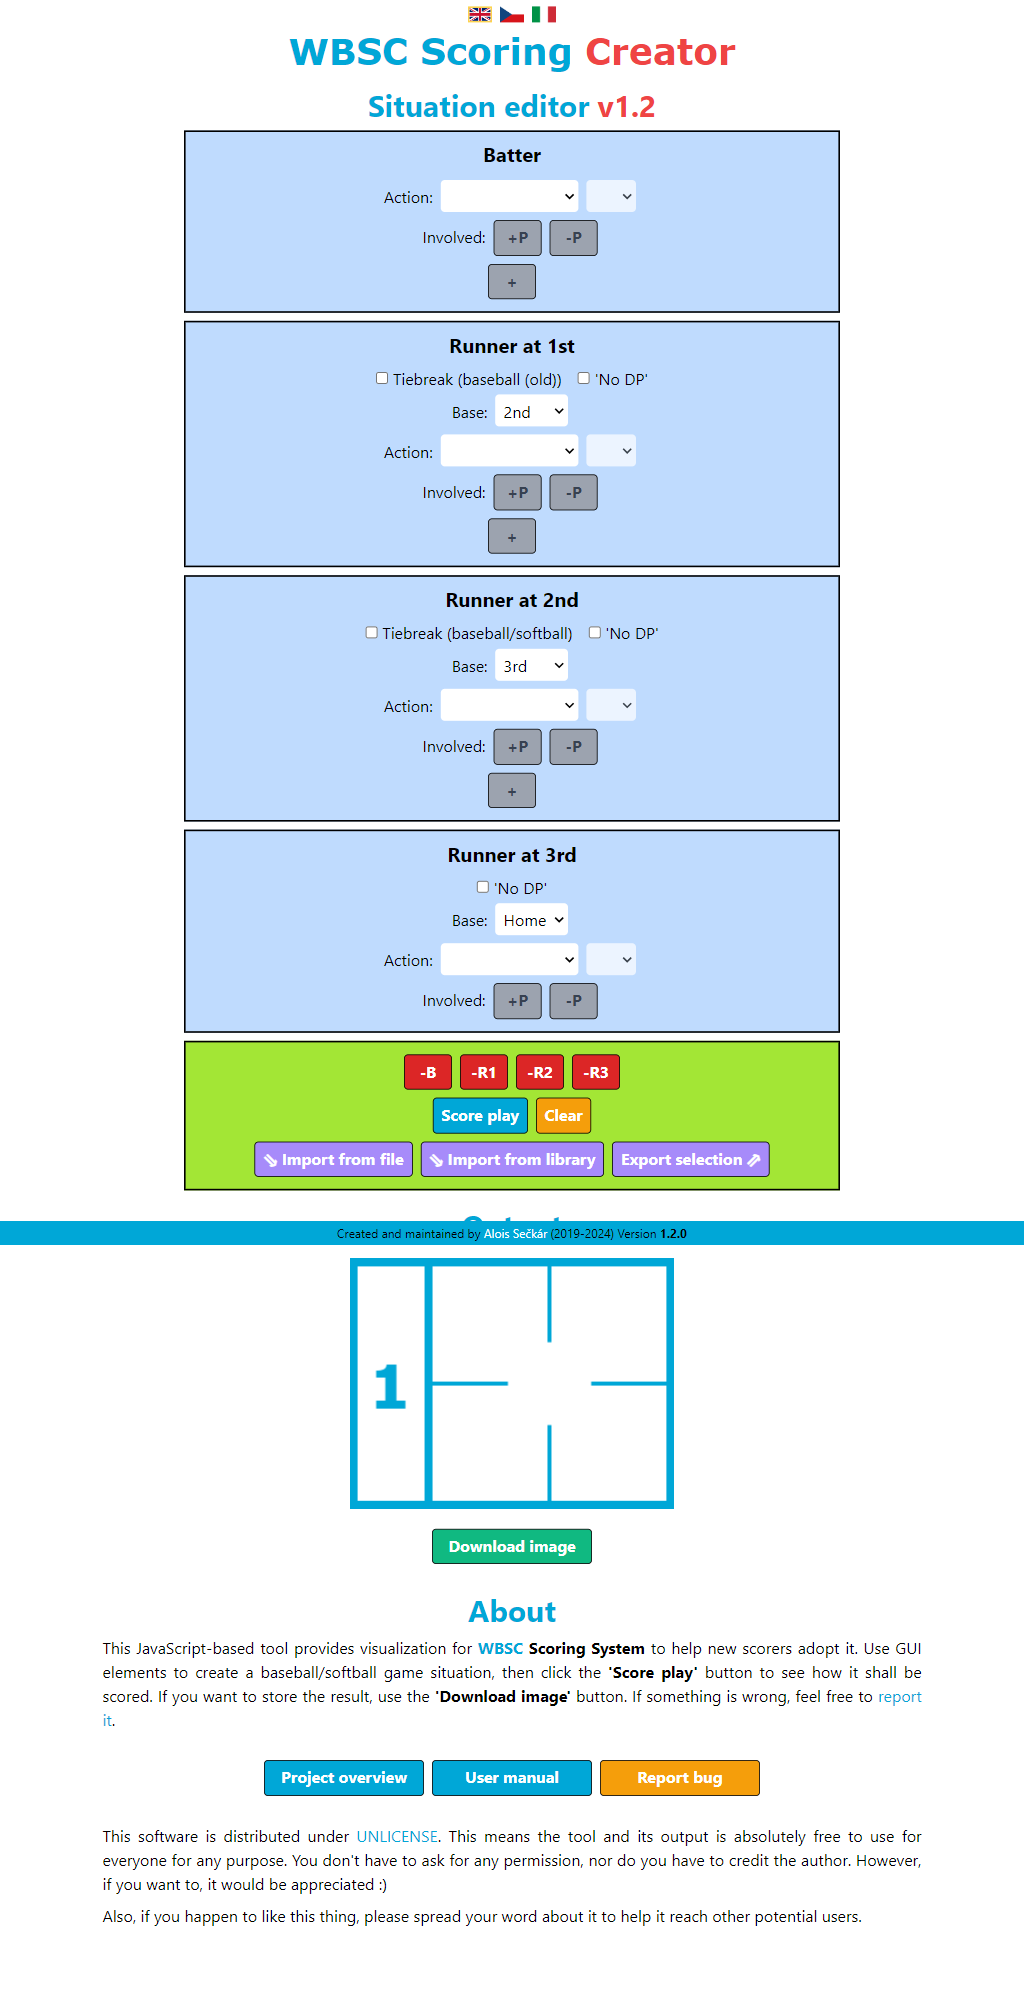 WBSC Scoring Creator
Situation editor v1.2
Batter
Action:
Involved: +P -P
+
Runner at 1st
Tiebreak (baseball (old)) 'No DP'
Base: 2nd
Action:
Involved: +P -P
+
Runner at 2nd
Tiebreak (baseball/softball) 'No DP'
Base: 3rd
Action:
Involved: +P -P
+
Runner at 3rd
'No DP'
Base: Home
Action:
Involved: +P -P
-B -R1 -R2 -R3
Score play Clear
⇘ Import from file ⇘ Import from library Export selection ⇗
Created and maintained by Alois Sečkár (2019-2024) Version 1.2.0
1
Download image
About
This JavaScript-based tool provides visualization for WBSC Scoring System to help new scorers adopt it. Use GUI
elements to create a baseball/softball game situation, then click the 'Score play' button to see how it shall be
scored. If you want to store the result, use the 'Download image' button. If something is wrong, feel free to report
it.
Project overview User manual Report bug
This software is distributed under UNLICENSE. This means the tool and its output is absolutely free to use for
everyone for any purpose. You don't have to ask for any permission, nor do you have to credit the author. However,
if you want to, it would be appreciated :)
Also, if you happen to like this thing, please spread your word about it to help it reach other potential users.